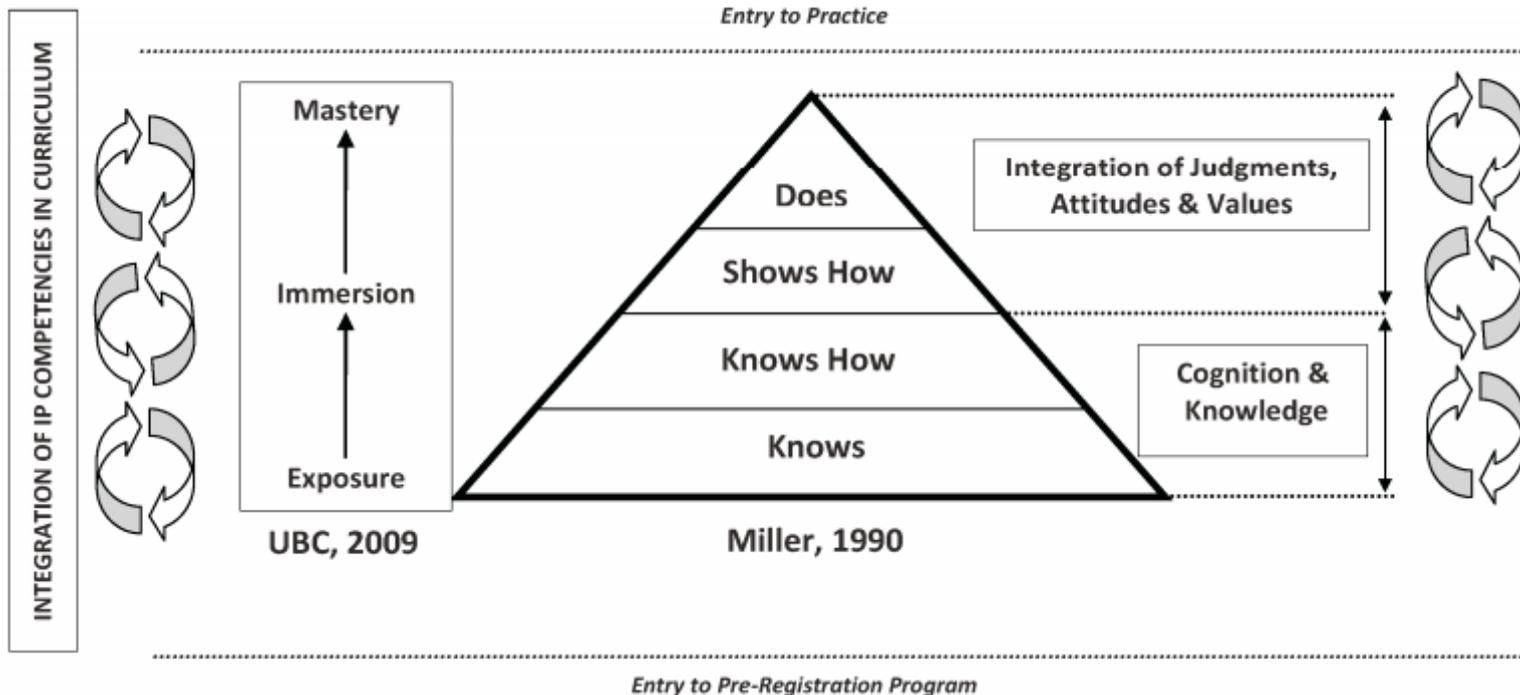 Entry to Practice
INTEGRATION OF IP COMPETENCIES IN CURRICULUM
Mastery
Immersion
Exposure
UBC, 2009
Does
Shows How
Knows How
Knows
Miller, 1990
Integration of Judgments,
Attitudes & Values
Cognition &
Knowledge
Entry to Pre-Registration Program